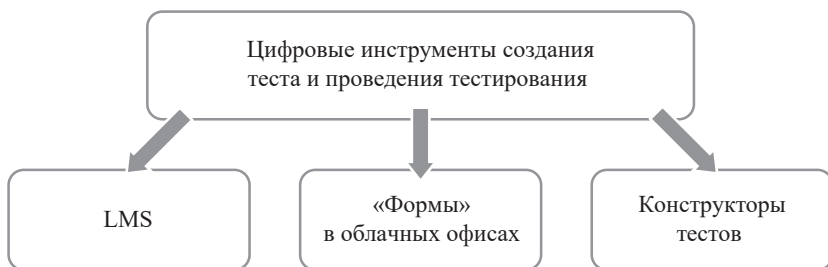 Цифровые инструменты создания
теста и проведения тестирования
LMS
«Формы»
в облачных офисах
Конструкторы
тестов